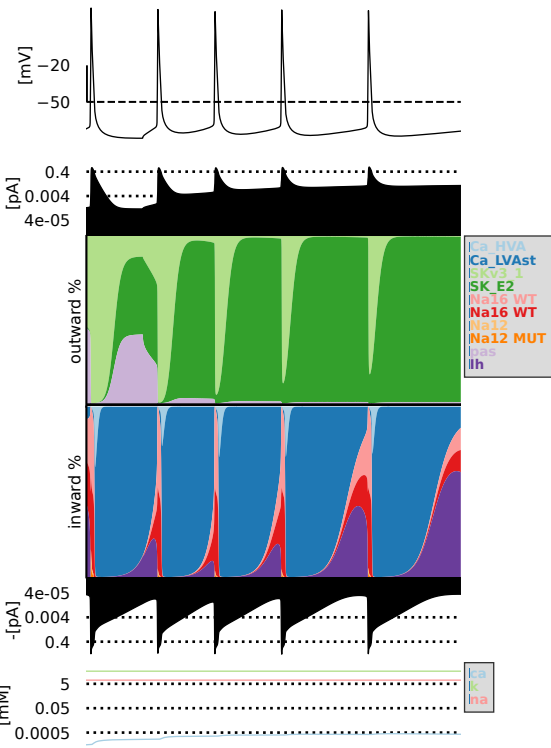 [mV]
−20
−50
[pA]
0.4
0.004
4e-05
outward %
Ca_HVA
Ca_LVAst
SKv3_1
SK_E2
Na16 WT
Na16 WT
Na12
Na12 MUT
pas
Ih
inward %
-[pA]
4e-05
0.004
0.4
[mM]
5
0.05
0.0005
ca
k
na